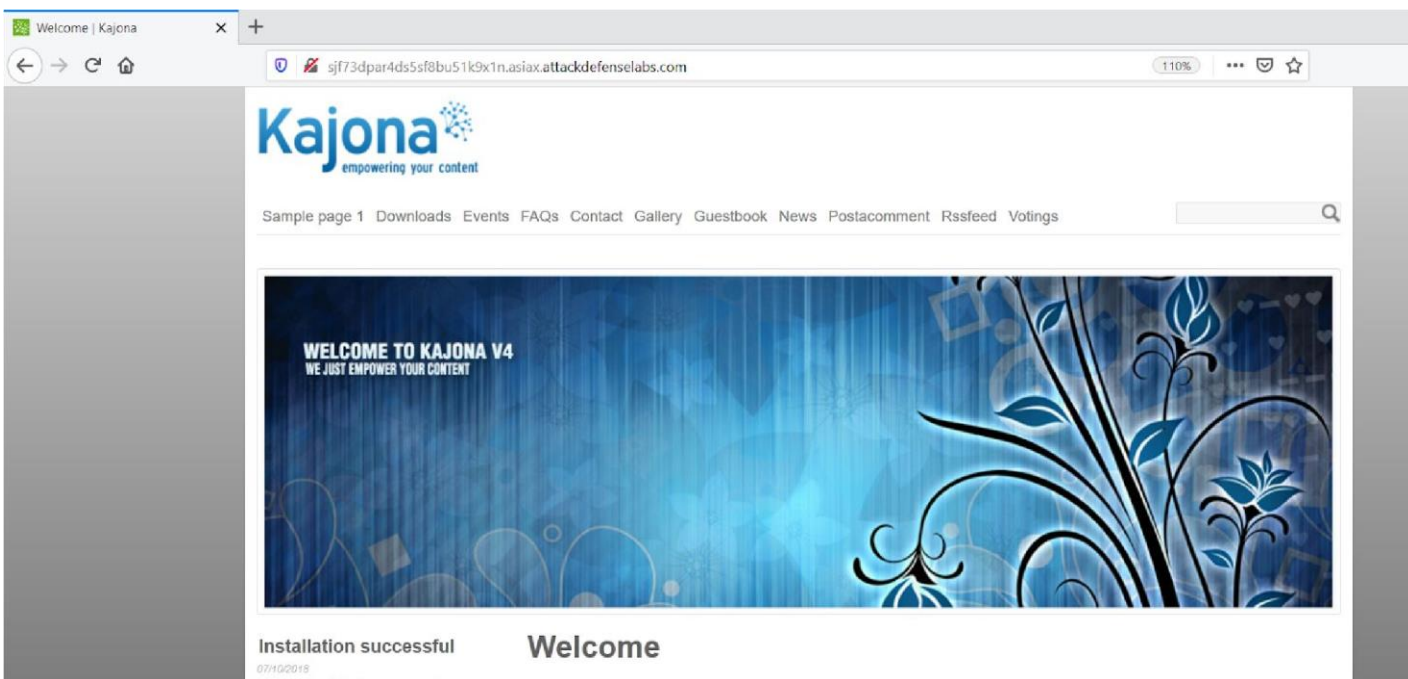 Welcome | Kajona
sjf73dpar4ds5sf8bu51k9x1n.asiax.attackdefenselabs.com
110%
Kajona
empowering your content
Sample page 1 Downloads Events FAQs Contact Gallery Guestbook News Postacomment Rssfeed Votings
WELCOME TO KAJONA V4
WE JUST EMPOWER YOUR CONTENT
Installation successful
Welcome
07/10/2018